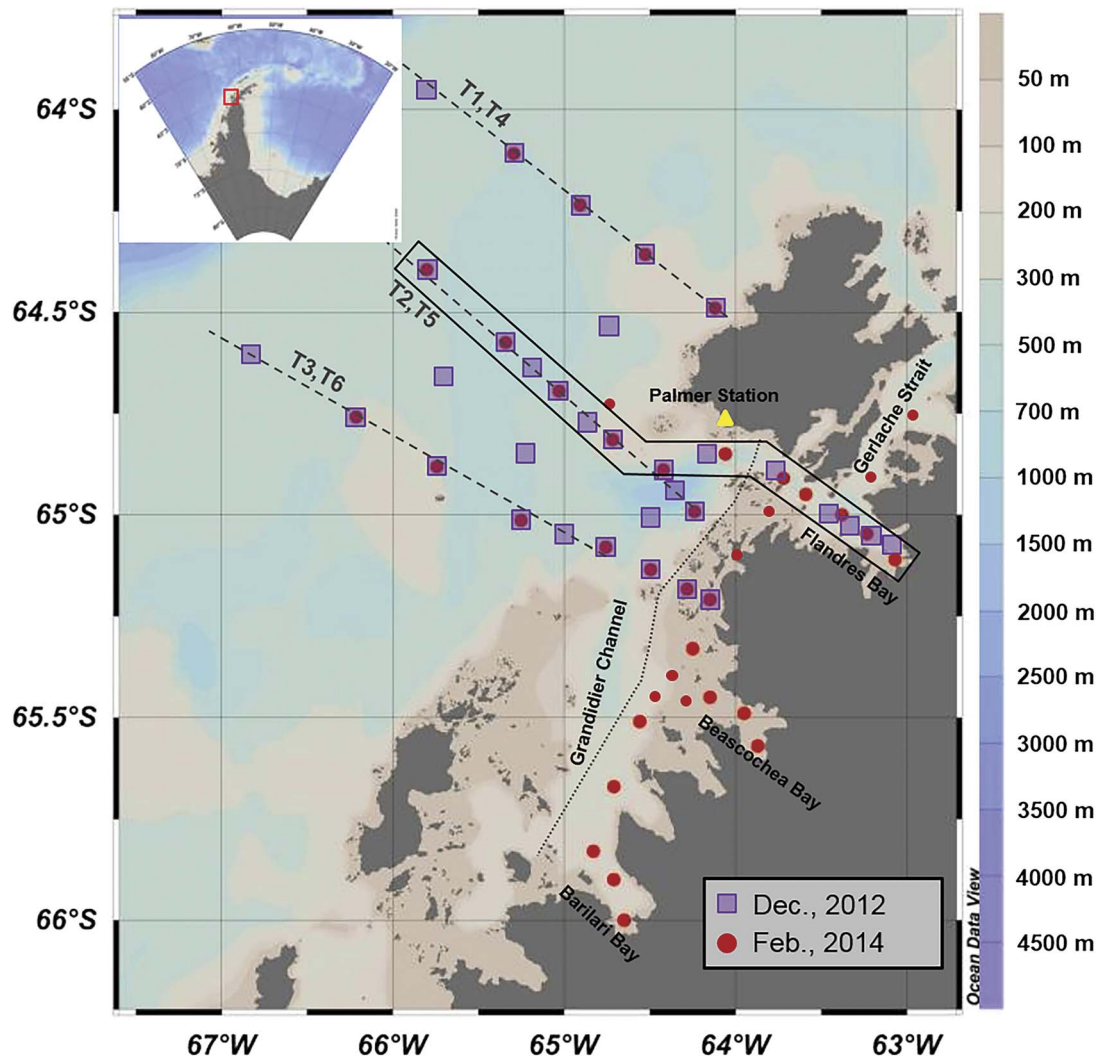 T1,T4
64°S
50 m
100 m
200 m
300 m
T2,T5
64.5°S
500 m
T3,T6
Palmer Station
Gerlache Strait
700 m
1000 m
65°S
Flandres Bay
1500 m
2000 m
Grandidier Channel
2500 m
65.5°S
Beascochea Bay
3000 m
3500 m
Barilari Bay
4000 m
66°S
Dec., 2012
Feb., 2014
4500 m
Ocean Data View
67°W
66°W
65°W
64°W
63°W